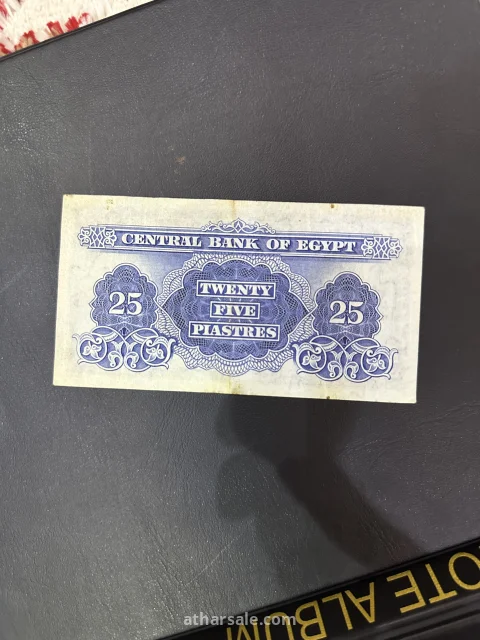 CENTRAL BANK OF EGYPT
25
TWENTY
FIVE
PIASTRES
25
OTE ALBUM
atharsale.com